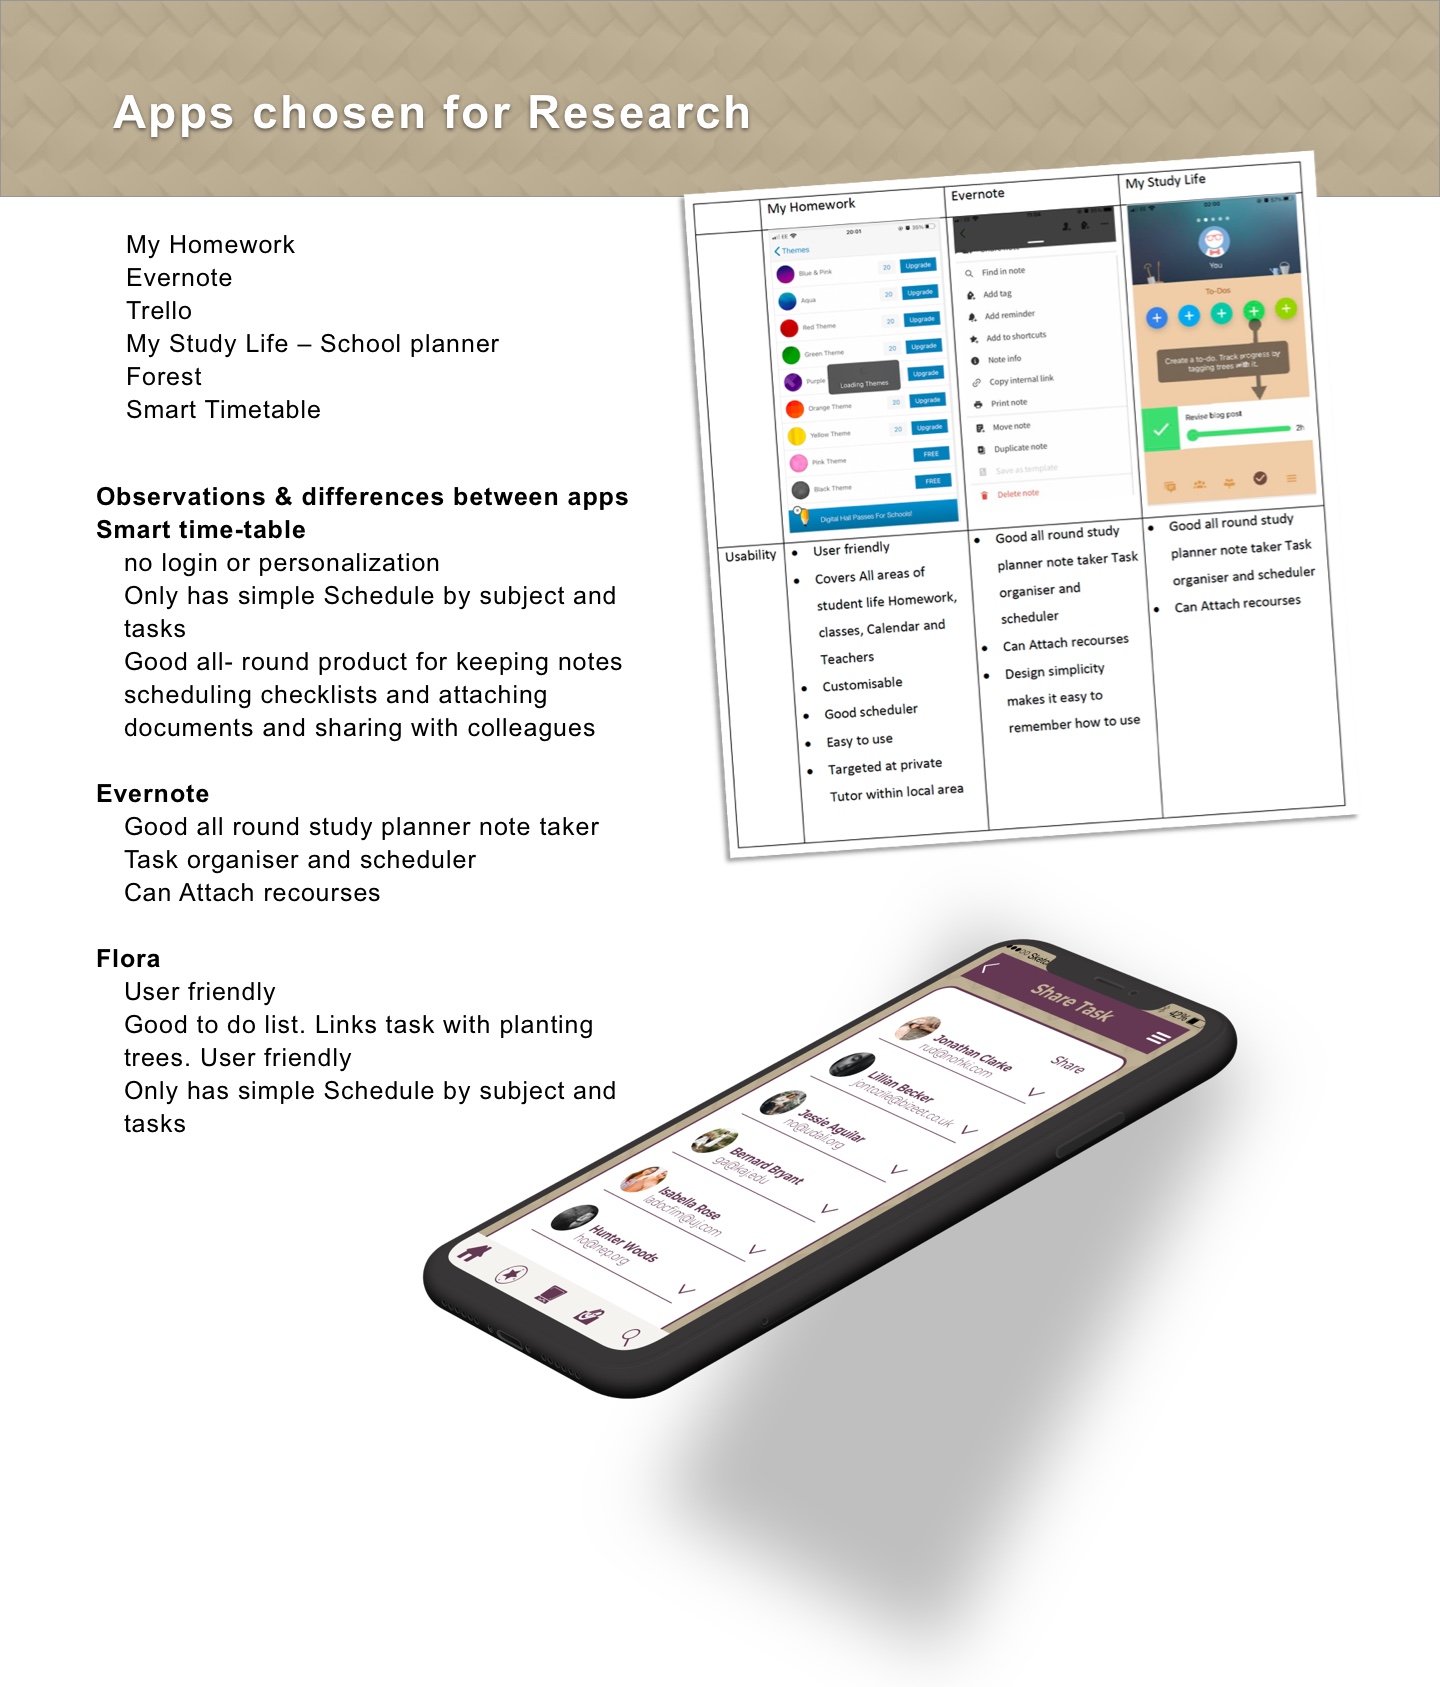 Apps chosen for Research
My Homework
Evernote
Trello
My Study Life – School planner
Forest
Smart Timetable
Observations & differences between apps
Smart time-table
no login or personalization
Only has simple Schedule by subject and
tasks
Good all- round product for keeping notes
scheduling checklists and attaching
documents and sharing with colleagues
Evernote
Good all round study planner note taker
Task organiser and scheduler
Can Attach recourses
Flora
User friendly
Good to do list. Links task with planting
trees. User friendly
Only has simple Schedule by subject and
tasks
My Homework
Evernote
My Study Life
EE
20:01
35%
Themes
Blue & Pink 20 Upgrade
Aqua 20 Upgrade
Red Theme 20 Upgrade
Green Theme 20 Upgrade
Purple Upgrade
Loading Themes
Orange Theme 20 Upgrade
Yellow Theme 20 Upgrade
Pink Theme FREE
Black Theme FREE
Digital Hall Passes For Schools!
Find in note
Add tag
Add reminder
Add to shortcuts
Note info
Copy internal link
Print note
Move note
Duplicate note
Save as template
Delete note
You
To-Dos
Create a to-do. Track progress by
tagging trees with it.
Revise blog post
2h
Usability
User friendly
Covers All areas of
student life Homework,
classes, Calendar and
Teachers
Customisable
Good scheduler
Easy to use
Targeted at private
Tutor within local area
Good all round study
planner note taker Task
organiser and
scheduler
Can Attach recourses
Design simplicity
makes it easy to
remember how to use
Good all round study
planner note taker Task
organiser and scheduler
Can Attach recourses
Sketch
42%
Share Task
Share
Jonathan Clarke
rud@nohki.com
Lillian Becker
jontozile@bizeet.co.uk
Jessie Aguilar
no@udali.org
Bernard Bryant
ga@kaj.edu
Isabella Rose
ladocfim@uj.com
Hunter Woods
ho@nep.org